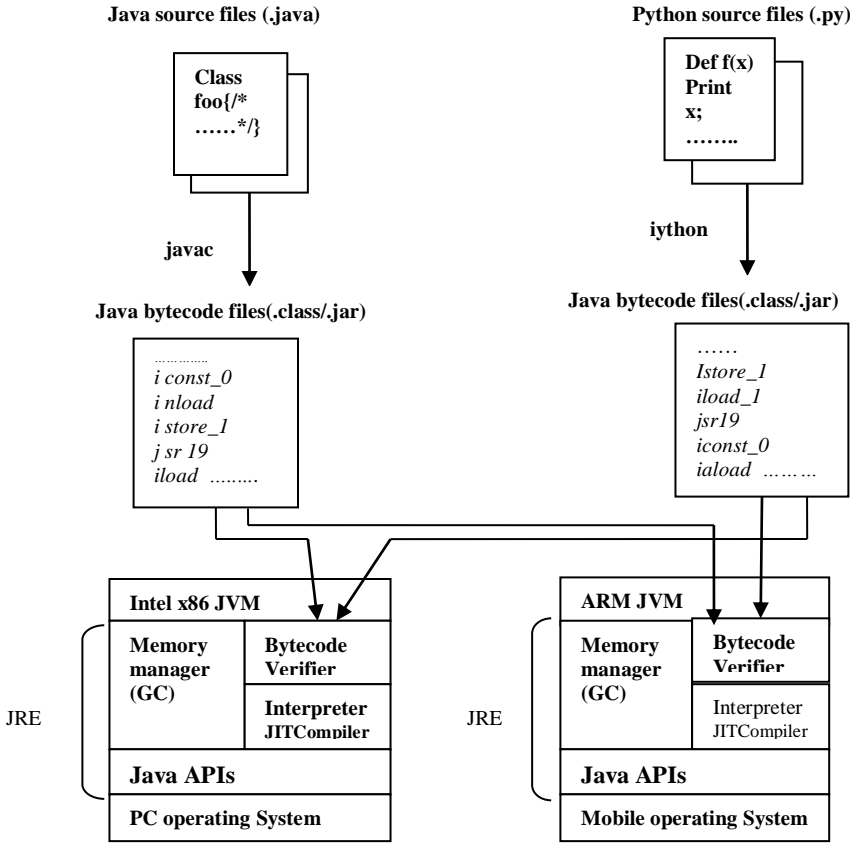 Java source files (.java)
Python source files (.py)
Class
foo{/*
……*/}
Def f(x)
Print
x;
……..
javac
iython
Java bytecode files(.class/.jar)
Java bytecode files(.class/.jar)
…………..
i const_0
i nload
i store_1
j sr 19
iload ………
……
Istore_1
iload_1
jsr19
iconst_0
iaload ………
Intel x86 JVM
Memory
manager
(GC)
Bytecode
Verifier
Interpreter
JITCompiler
JRE
Java APIs
PC operating System
ARM JVM
Memory
manager
(GC)
Bytecode
Verifier
Interpreter
JITCompiler
JRE
Java APIs
Mobile operating System